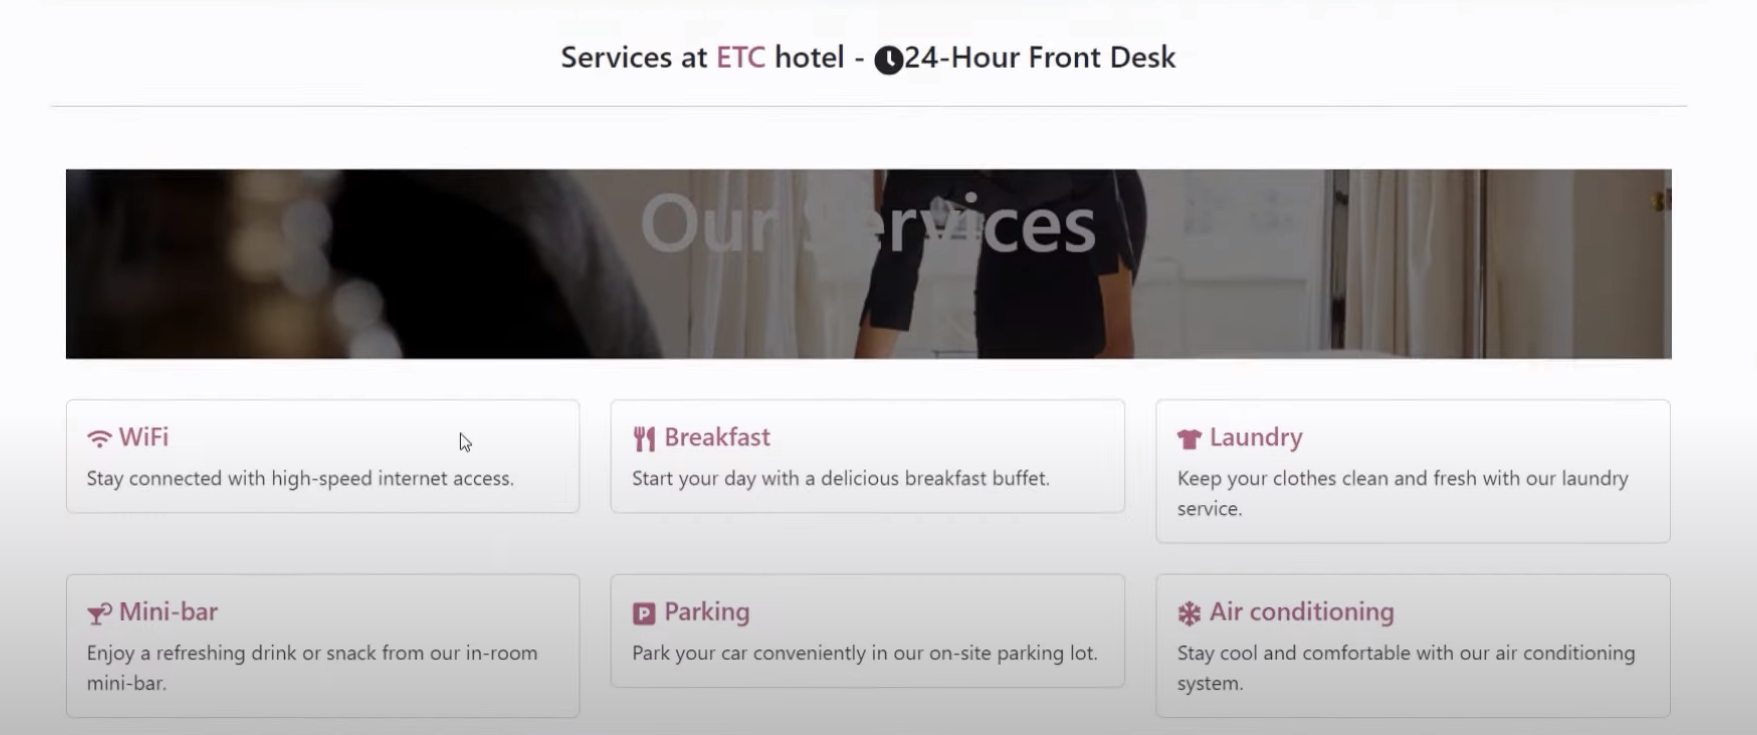 Services at ETC hotel - 24-Hour Front Desk
Our Services
WiFi
Stay connected with high-speed internet access.
Breakfast
Start your day with a delicious breakfast buffet.
Laundry
Keep your clothes clean and fresh with our laundry
service.
Mini-bar
Enjoy a refreshing drink or snack from our in-room
mini-bar.
Parking
Park your car conveniently in our on-site parking lot.
Air conditioning
Stay cool and comfortable with our air conditioning
system.